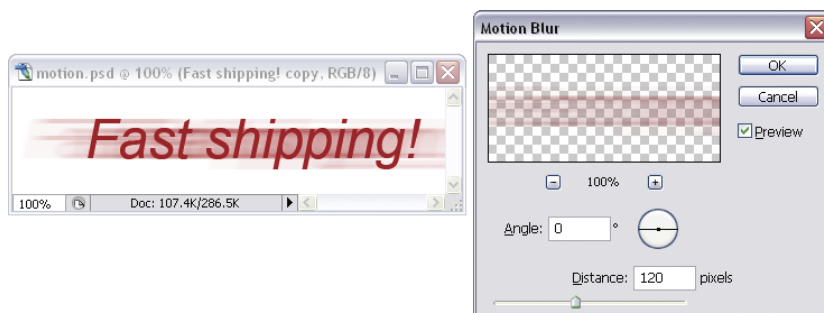 motion.psd @ 100% (Fast shipping! copy, RGB/8)
Fast shipping!
100%
Doc: 107.4K/286.5K
Motion Blur
OK
Cancel
Preview
100%
Angle: 0 °
Distance: 120 pixels